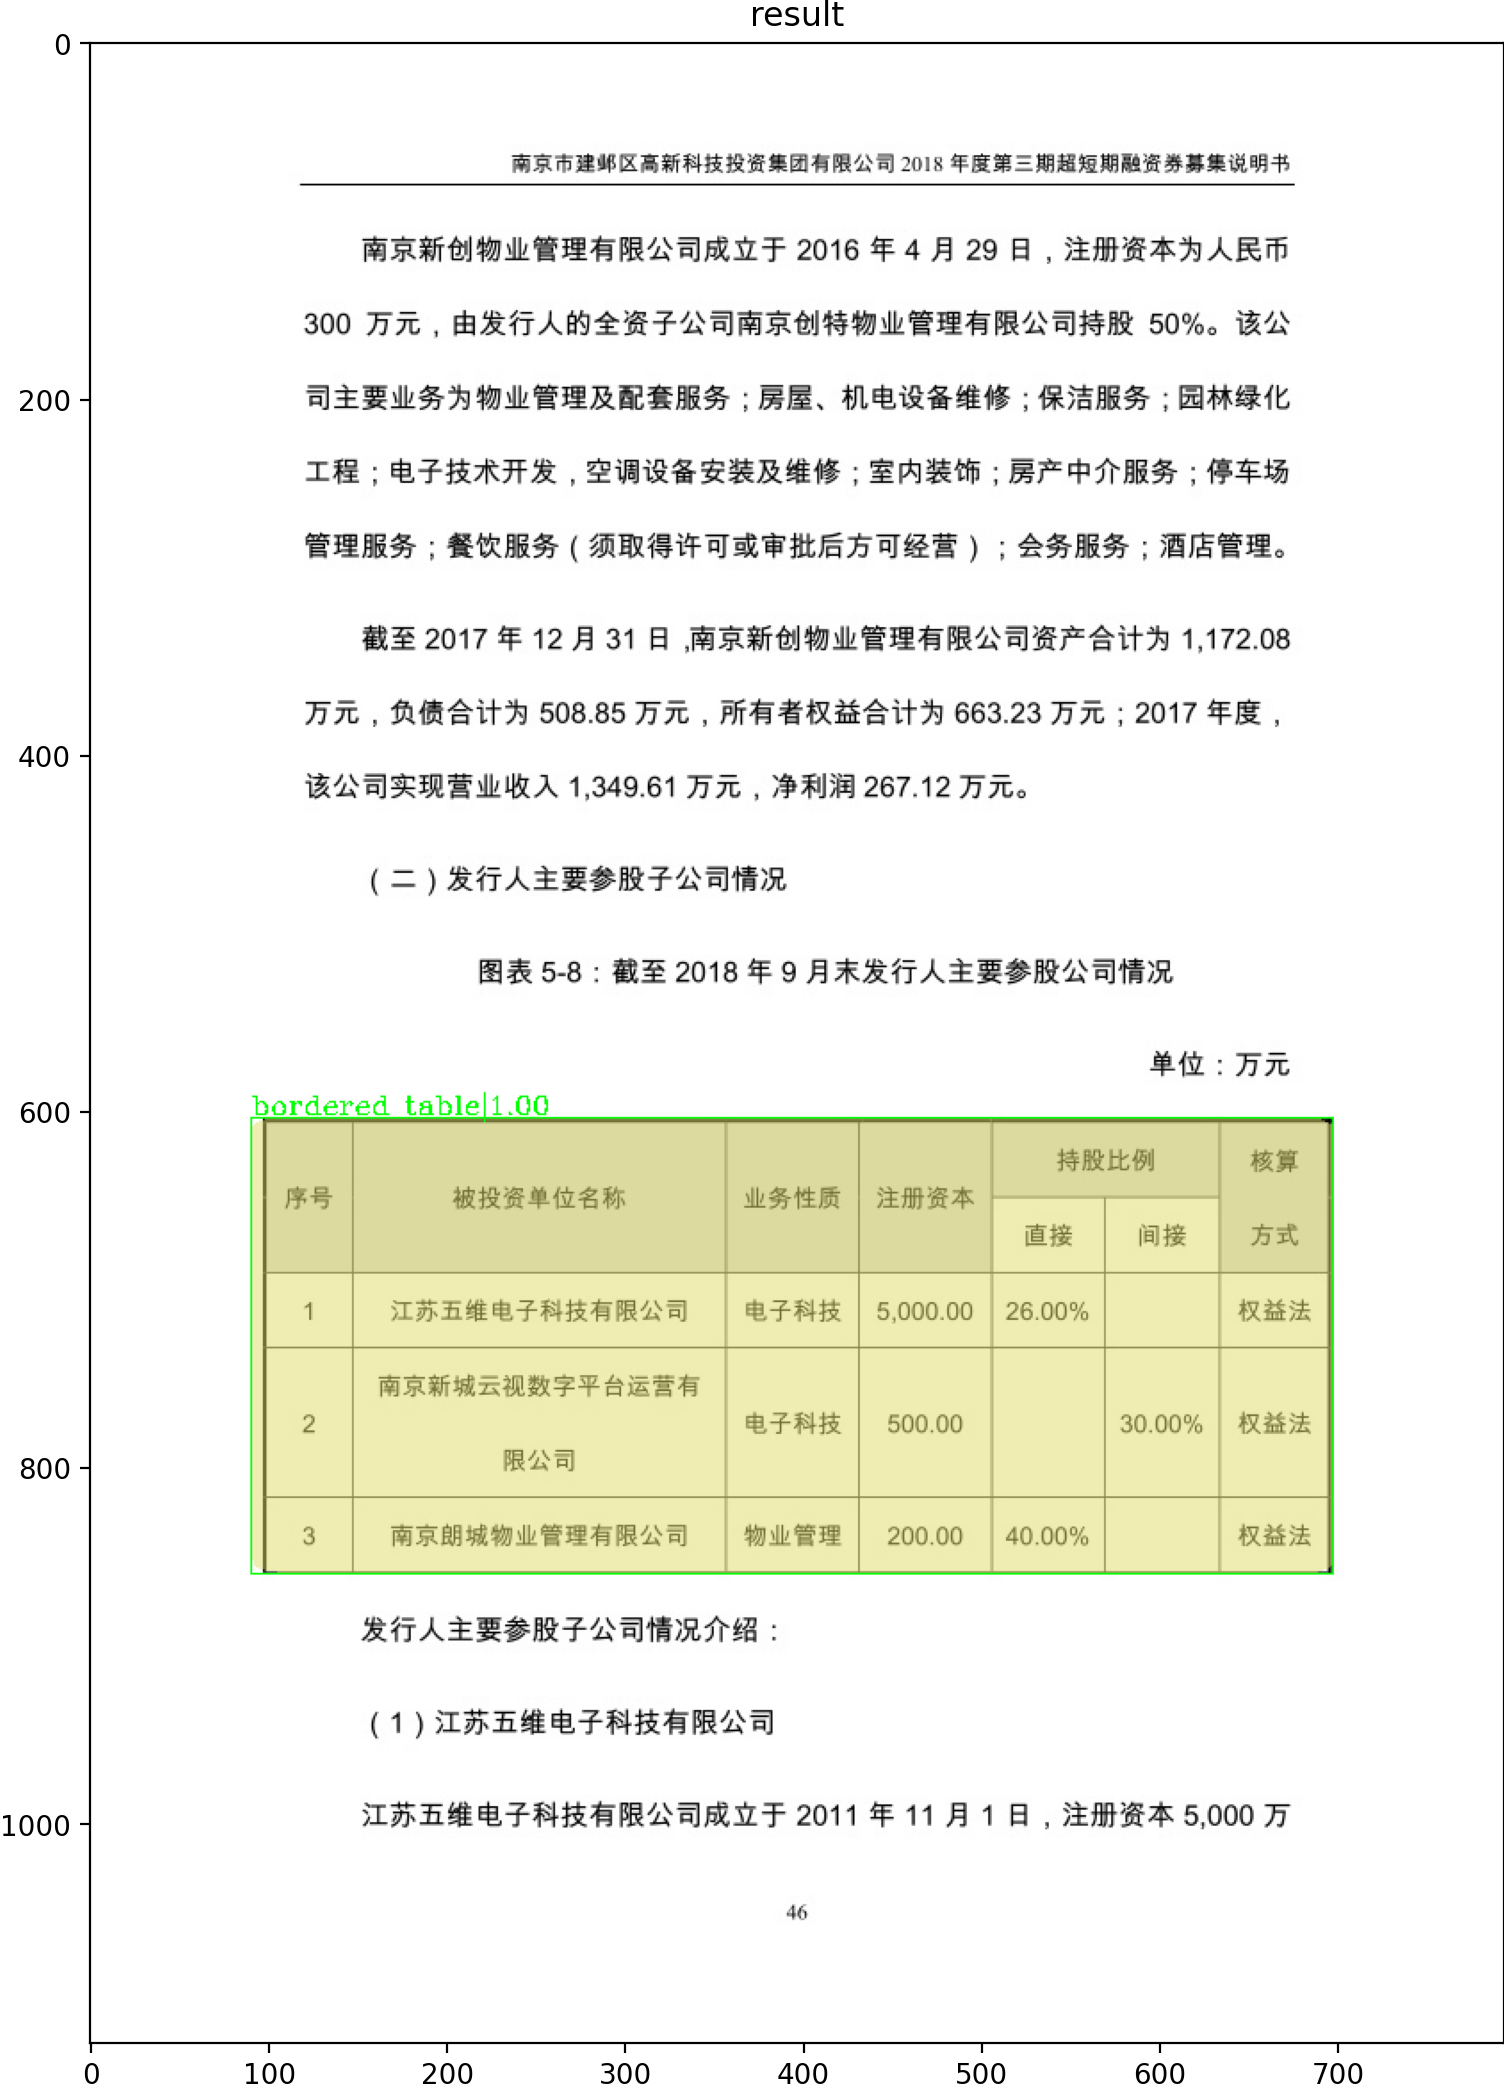 result
南京市建邺区高新科技投资集团有限公司 2018 年度第三期超短期融资券募集说明书
南京新创物业管理有限公司成立于 2016 年 4 月 29 日，注册资本为人民币
300 万元，由发行人的全资子公司南京创特物业管理有限公司持股 50%。该公
司主要业务为物业管理及配套服务；房屋、机电设备维修；保洁服务；园林绿化
工程；电子技术开发，空调设备安装及维修；室内装饰；房产中介服务；停车场
管理服务；餐饮服务（须取得许可或审批后方可经营）；会务服务；酒店管理。
截至 2017 年 12 月 31 日，南京新创物业管理有限公司资产合计为 1,172.08
万元，负债合计为 508.85 万元，所有者权益合计为 663.23 万元；2017 年度，
该公司实现营业收入 1,349.61 万元，净利润 267.12 万元。
（二）发行人主要参股子公司情况
图表 5-8：截至 2018 年 9 月末发行人主要参股公司情况
单位：万元
bordered_table|1.00
序号 被投资单位名称 业务性质 注册资本 持股比例 核算方式
直接 间接
1 江苏五维电子科技有限公司 电子科技 5,000.00 26.00% 权益法
南京新城云视数字平台运营有
2 电子科技 500.00 30.00% 权益法
限公司
3 南京朗城物业管理有限公司 物业管理 200.00 40.00% 权益法
发行人主要参股子公司情况介绍：
（1）江苏五维电子科技有限公司
江苏五维电子科技有限公司成立于 2011 年 11 月 1 日，注册资本 5,000 万
46
0
200
400
600
800
1000
0 100 200 300 400 500 600 700